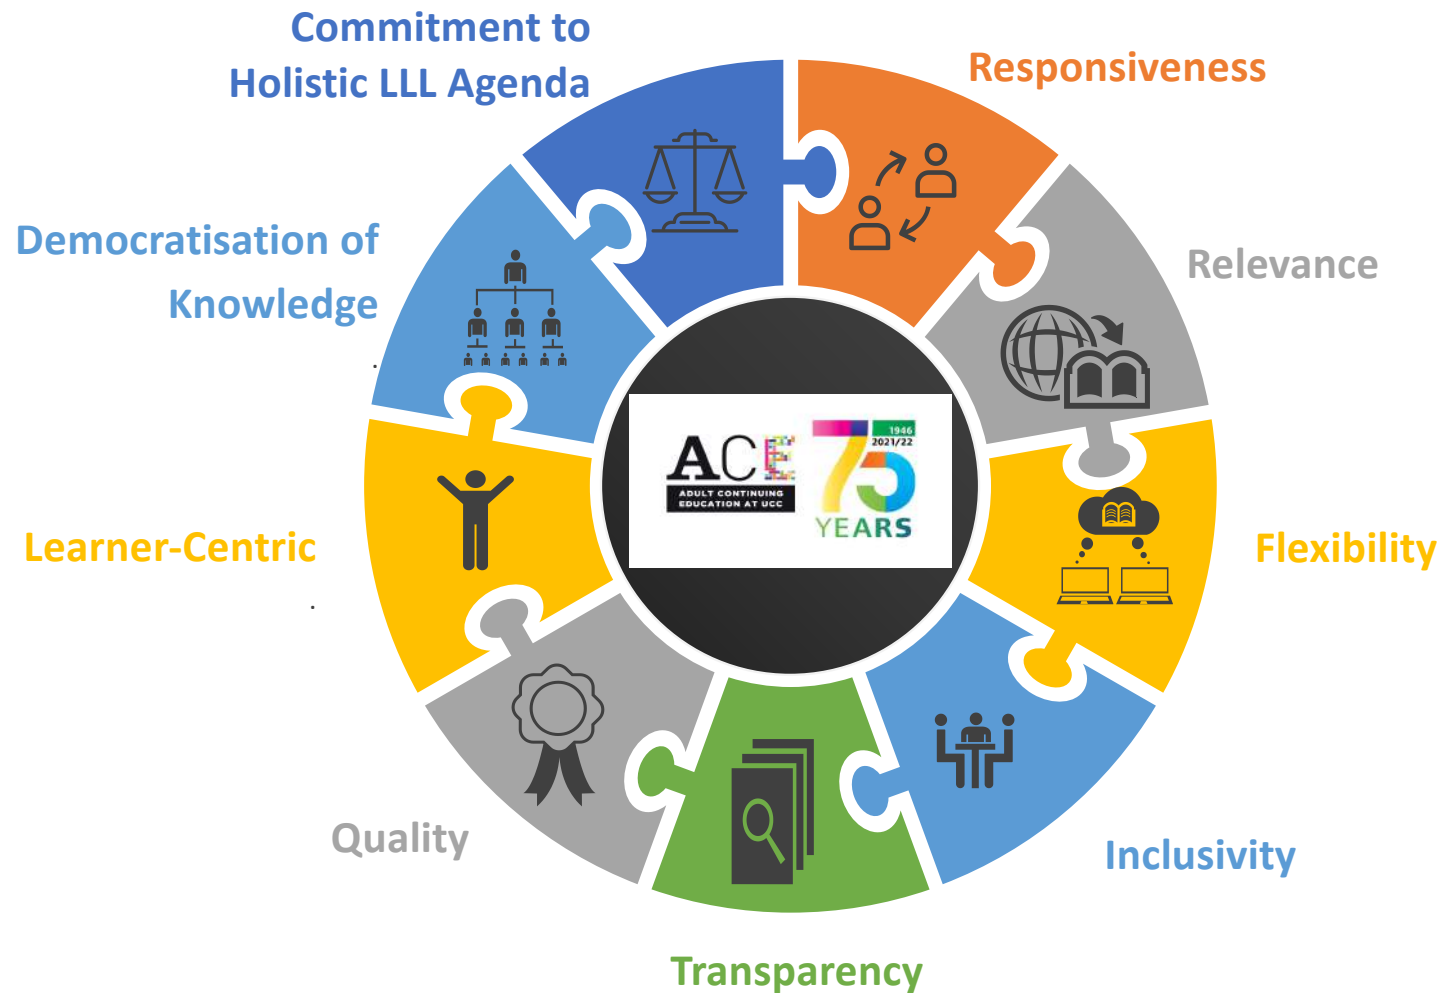 Commitment to
Holistic LLL Agenda
Responsiveness
Democratisation of
Knowledge
.
Relevance
ACE
ADULT CONTINUING
EDUCATION AT UCC
75
1946
2021/22
YEARS
Learner-Centric
.
Flexibility
Quality
Inclusivity
Transparency